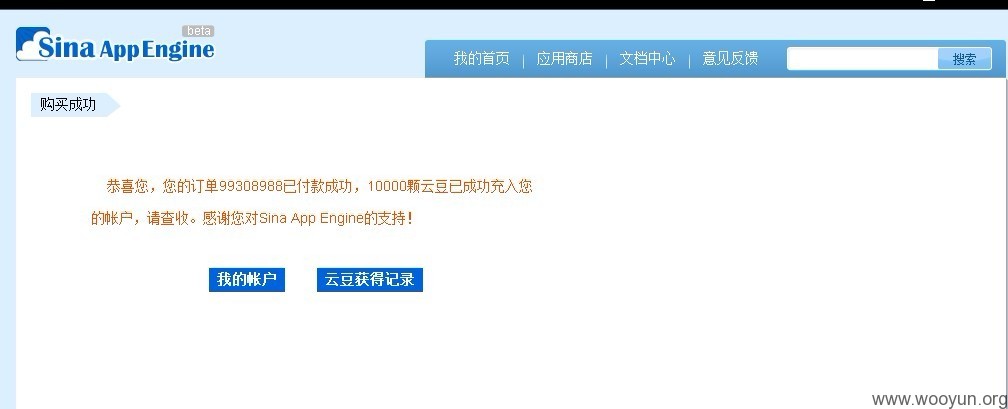 beta
Sina App Engine
我的首页 | 应用商店 | 文档中心 | 意见反馈 搜索
购买成功
恭喜您，您的订单99308988已付款成功，10000颗云豆已成功充入您
的帐户，请查收。感谢您对Sina App Engine的支持！
我的帐户 云豆获得记录
www.wooyun.org